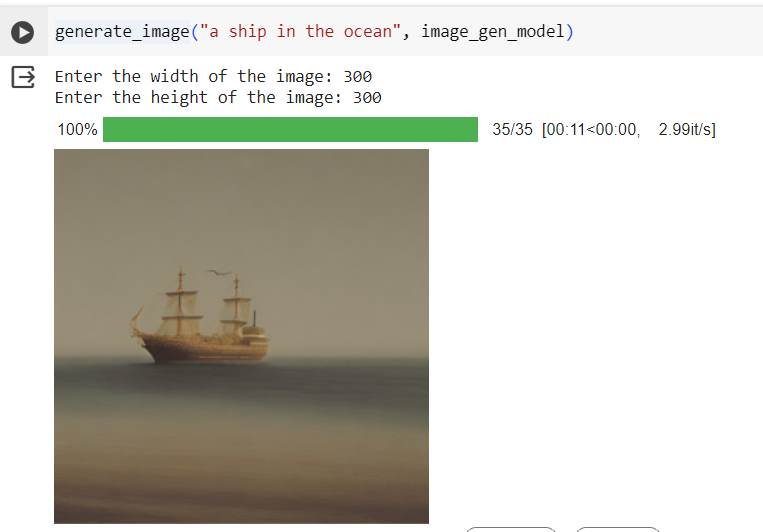 generate_image("a ship in the ocean", image_gen_model)
Enter the width of the image: 300
Enter the height of the image: 300
100% 35/35 [00:11<00:00, 2.99it/s]